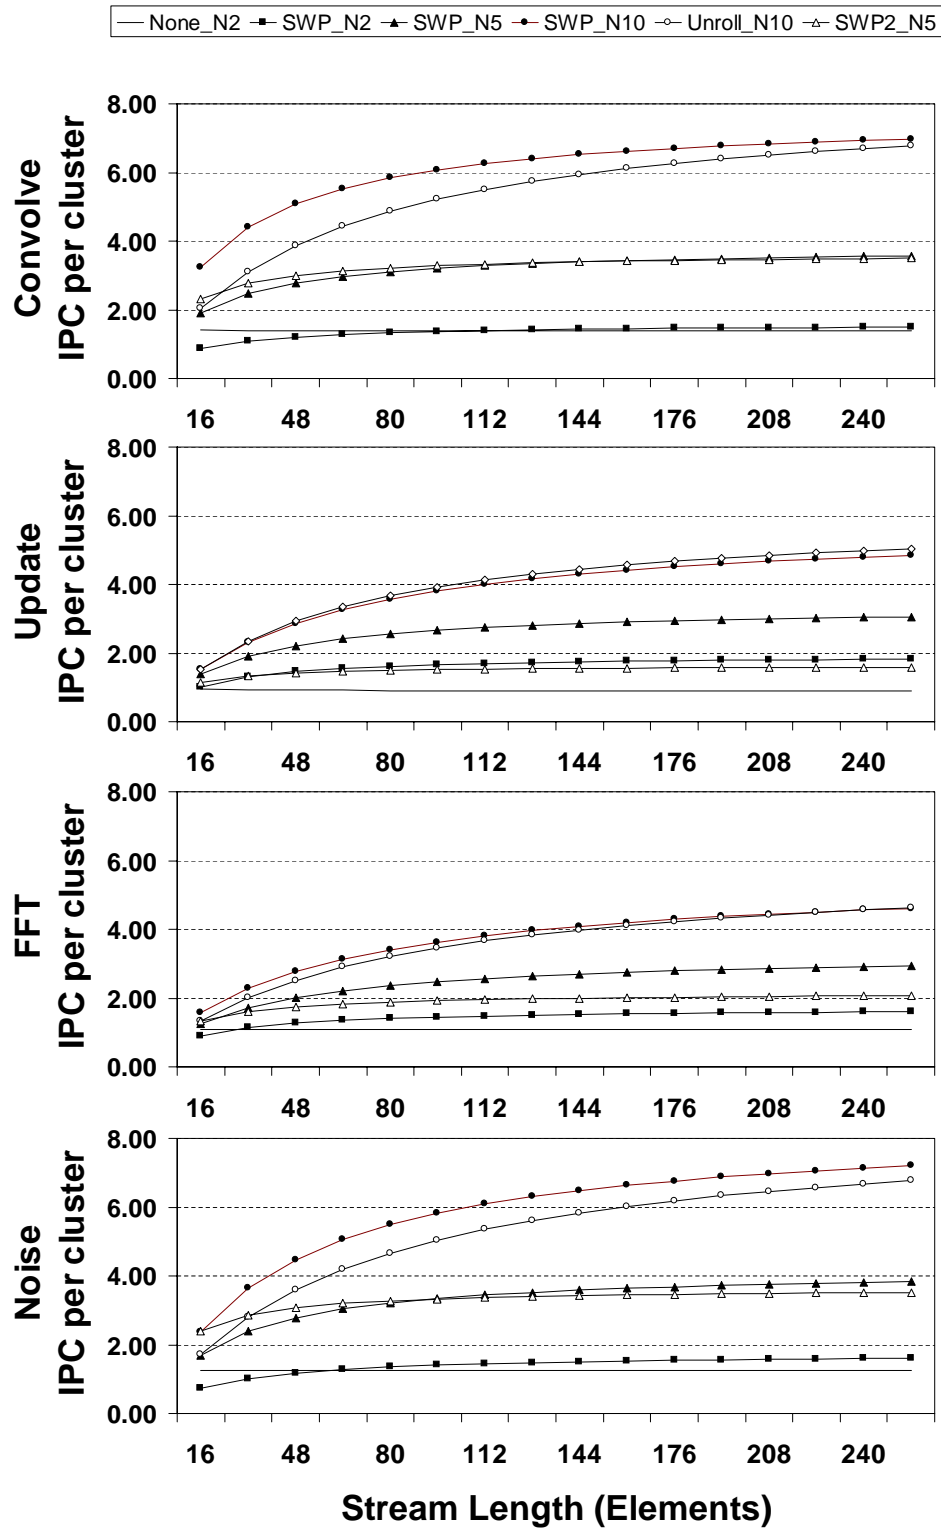 None_N2 SWP_N2 SWP_N5 SWP_N10 Unroll_N10 SWP2_N5
Convolve
IPC per cluster
8.00
6.00
4.00
2.00
0.00
16 48 80 112 144 176 208 240
Update
IPC per cluster
8.00
6.00
4.00
2.00
0.00
16 48 80 112 144 176 208 240
FFT
IPC per cluster
8.00
6.00
4.00
2.00
0.00
16 48 80 112 144 176 208 240
Noise
IPC per cluster
8.00
6.00
4.00
2.00
0.00
16 48 80 112 144 176 208 240
Stream Length (Elements)